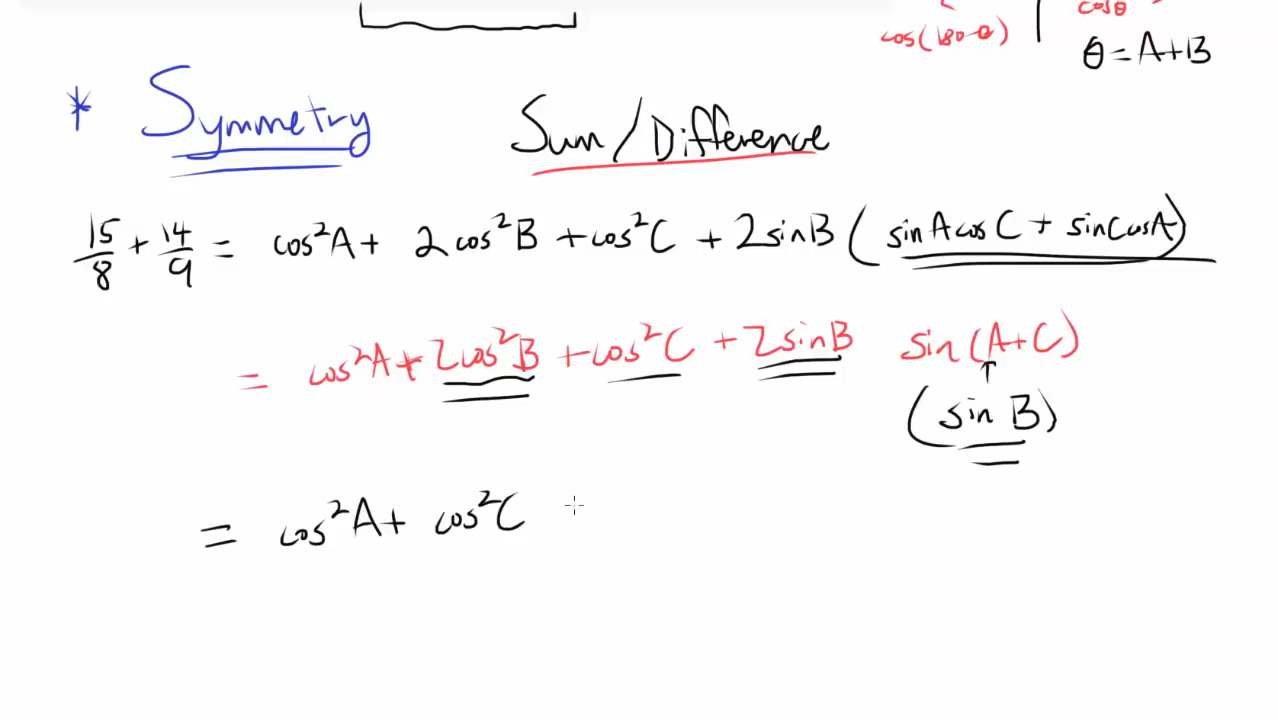 cos(180-θ) cosθ
θ=A+B
* Symmetry Sum/Difference
15/8 + 14/9 = cos²A + 2cos²B + cos²C + 2sinB (sinAcosC + sinCcosA)
= cos²A + 2cos²B + cos²C + 2sinB sin(A+C)
(sin B)
= cos²A + cos²C